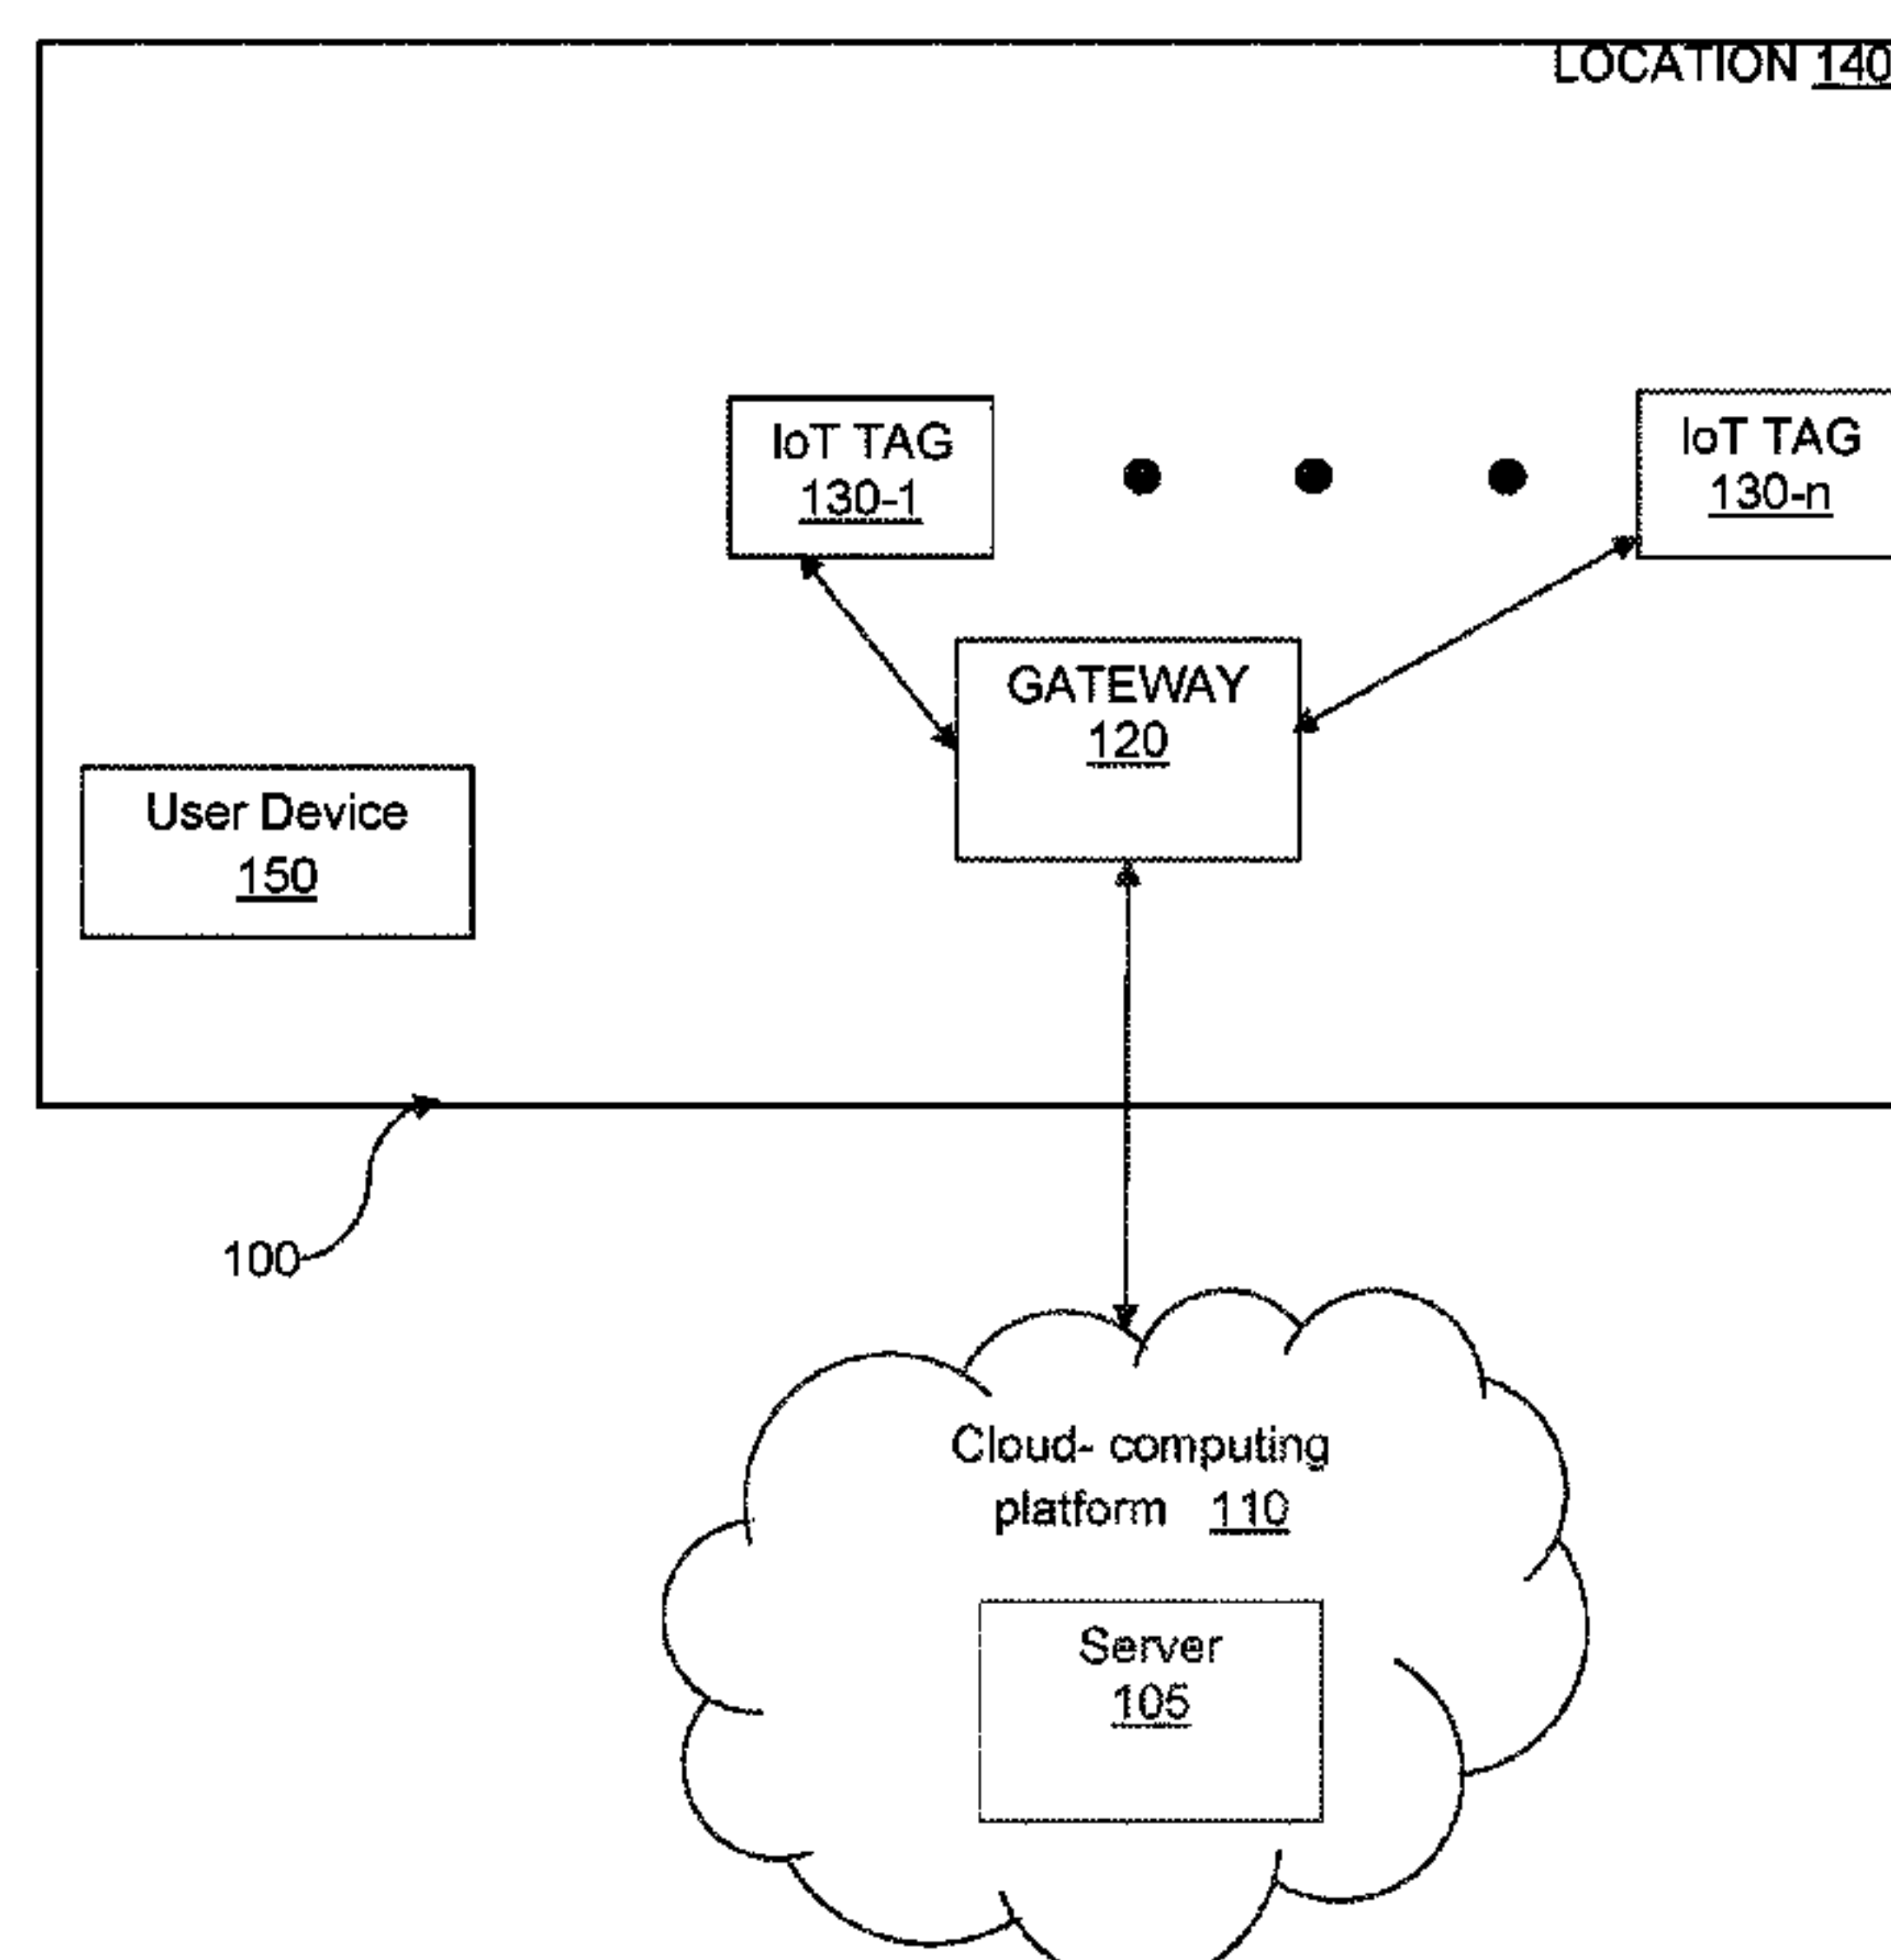 LOCATION 140
IoT TAG
130-1
IoT TAG
130-n
GATEWAY
120
User Device
150
100
Cloud- computing
platform 110
Server
105